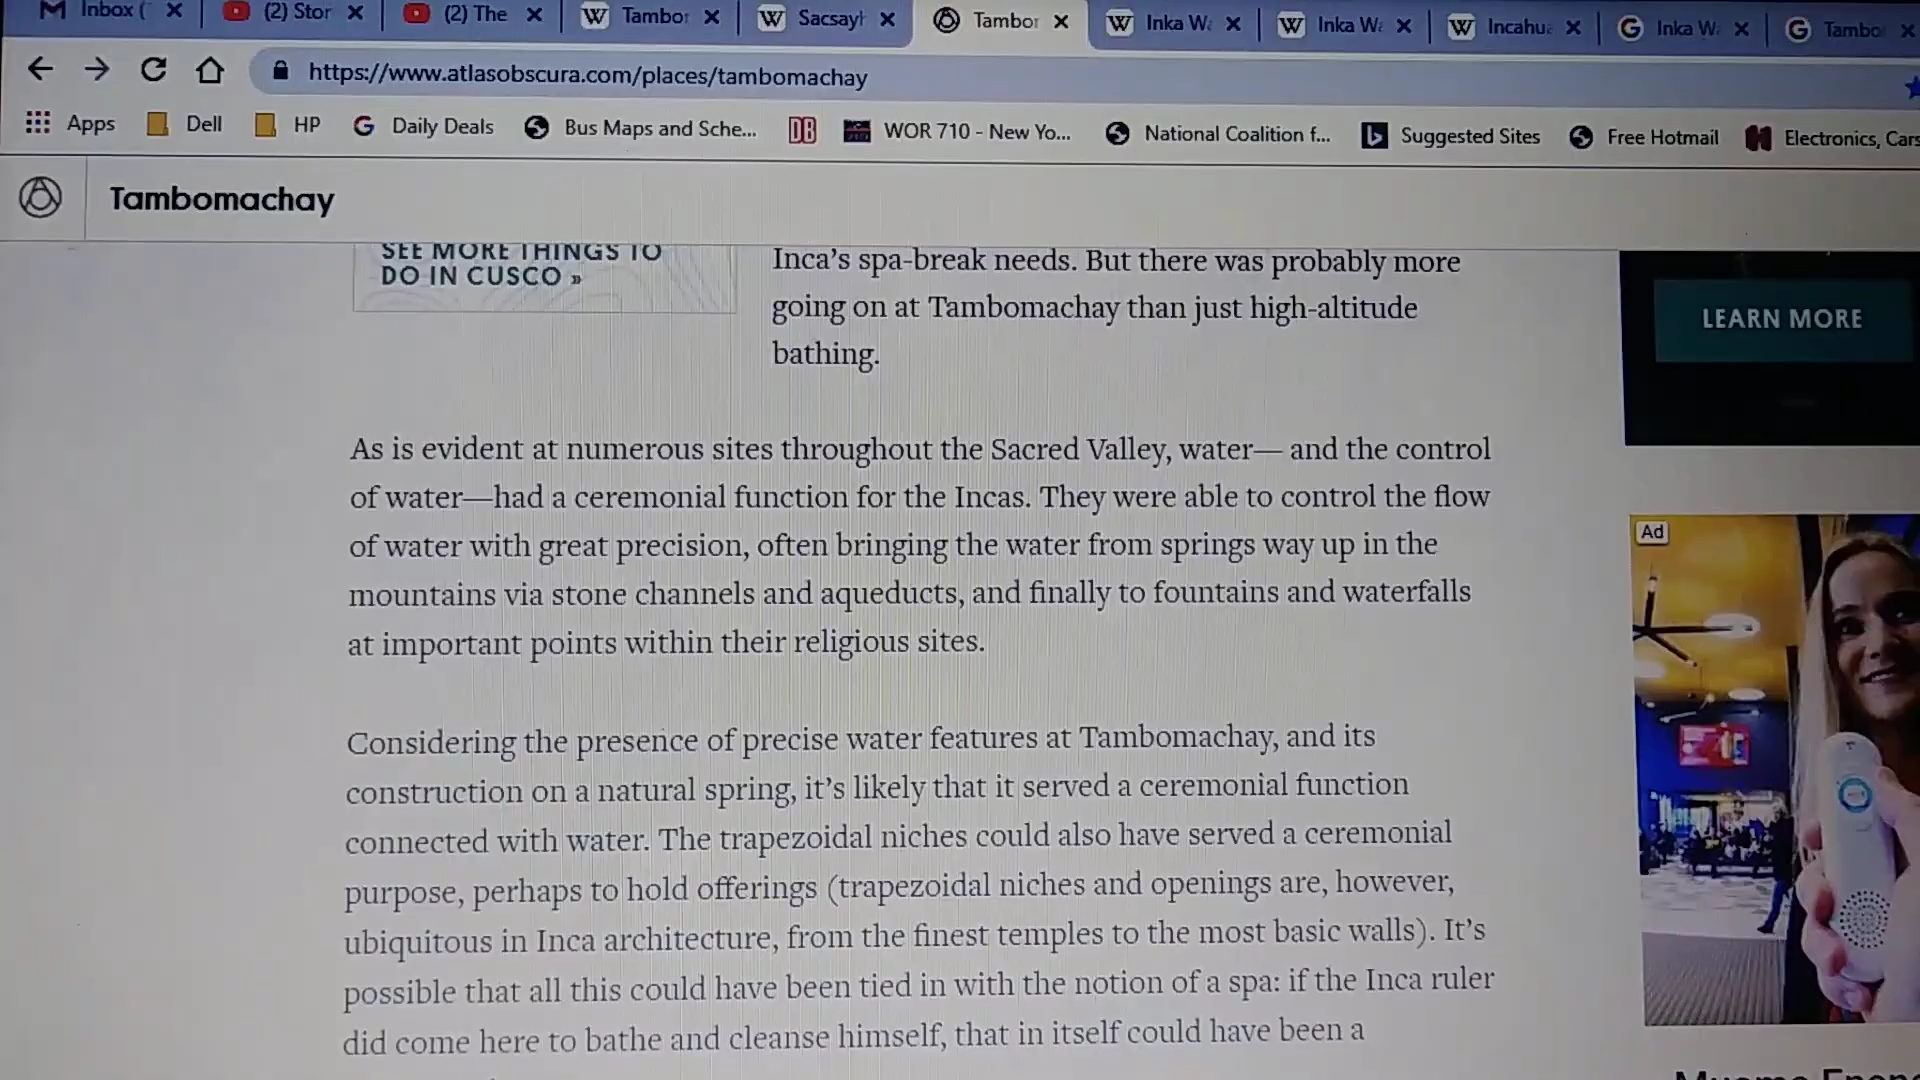 Inbox (
(2) Stor
(2) The
Tambor
Sacsayh
Tambor
Inka Wa
Inka Wa
Incahua
Inka W
Tambo
https://www.atlasobscura.com/places/tambomachay
Apps
Dell
HP
Daily Deals
Bus Maps and Sche...
DB
WOR 710 - New Yo...
National Coalition f...
Suggested Sites
Free Hotmail
Electronics, Cars
Tambomachay
SEE MORE THINGS TO
DO IN CUSCO »
Inca's spa-break needs. But there was probably more
going on at Tambomachay than just high-altitude
bathing.
LEARN MORE
As is evident at numerous sites throughout the Sacred Valley, water— and the control
of water—had a ceremonial function for the Incas. They were able to control the flow
of water with great precision, often bringing the water from springs way up in the
mountains via stone channels and aqueducts, and finally to fountains and waterfalls
at important points within their religious sites.
Ad
Considering the presence of precise water features at Tambomachay, and its
construction on a natural spring, it's likely that it served a ceremonial function
connected with water. The trapezoidal niches could also have served a ceremonial
purpose, perhaps to hold offerings (trapezoidal niches and openings are, however,
ubiquitous in Inca architecture, from the finest temples to the most basic walls). It's
possible that all this could have been tied in with the notion of a spa: if the Inca ruler
did come here to bathe and cleanse himself, that in itself could have been a